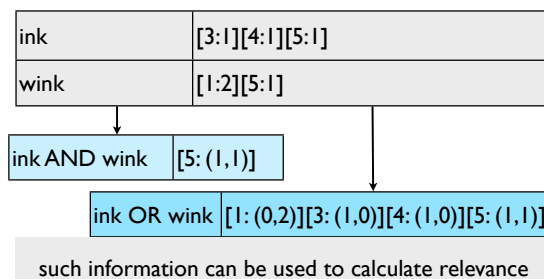 ink [3:1][4:1][5:1]
wink [1:2][5:1]
ink AND wink [5: (1,1)]
ink OR wink [1: (0,2)][3: (1,0)][4: (1,0)][5: (1,1)]
such information can be used to calculate relevance